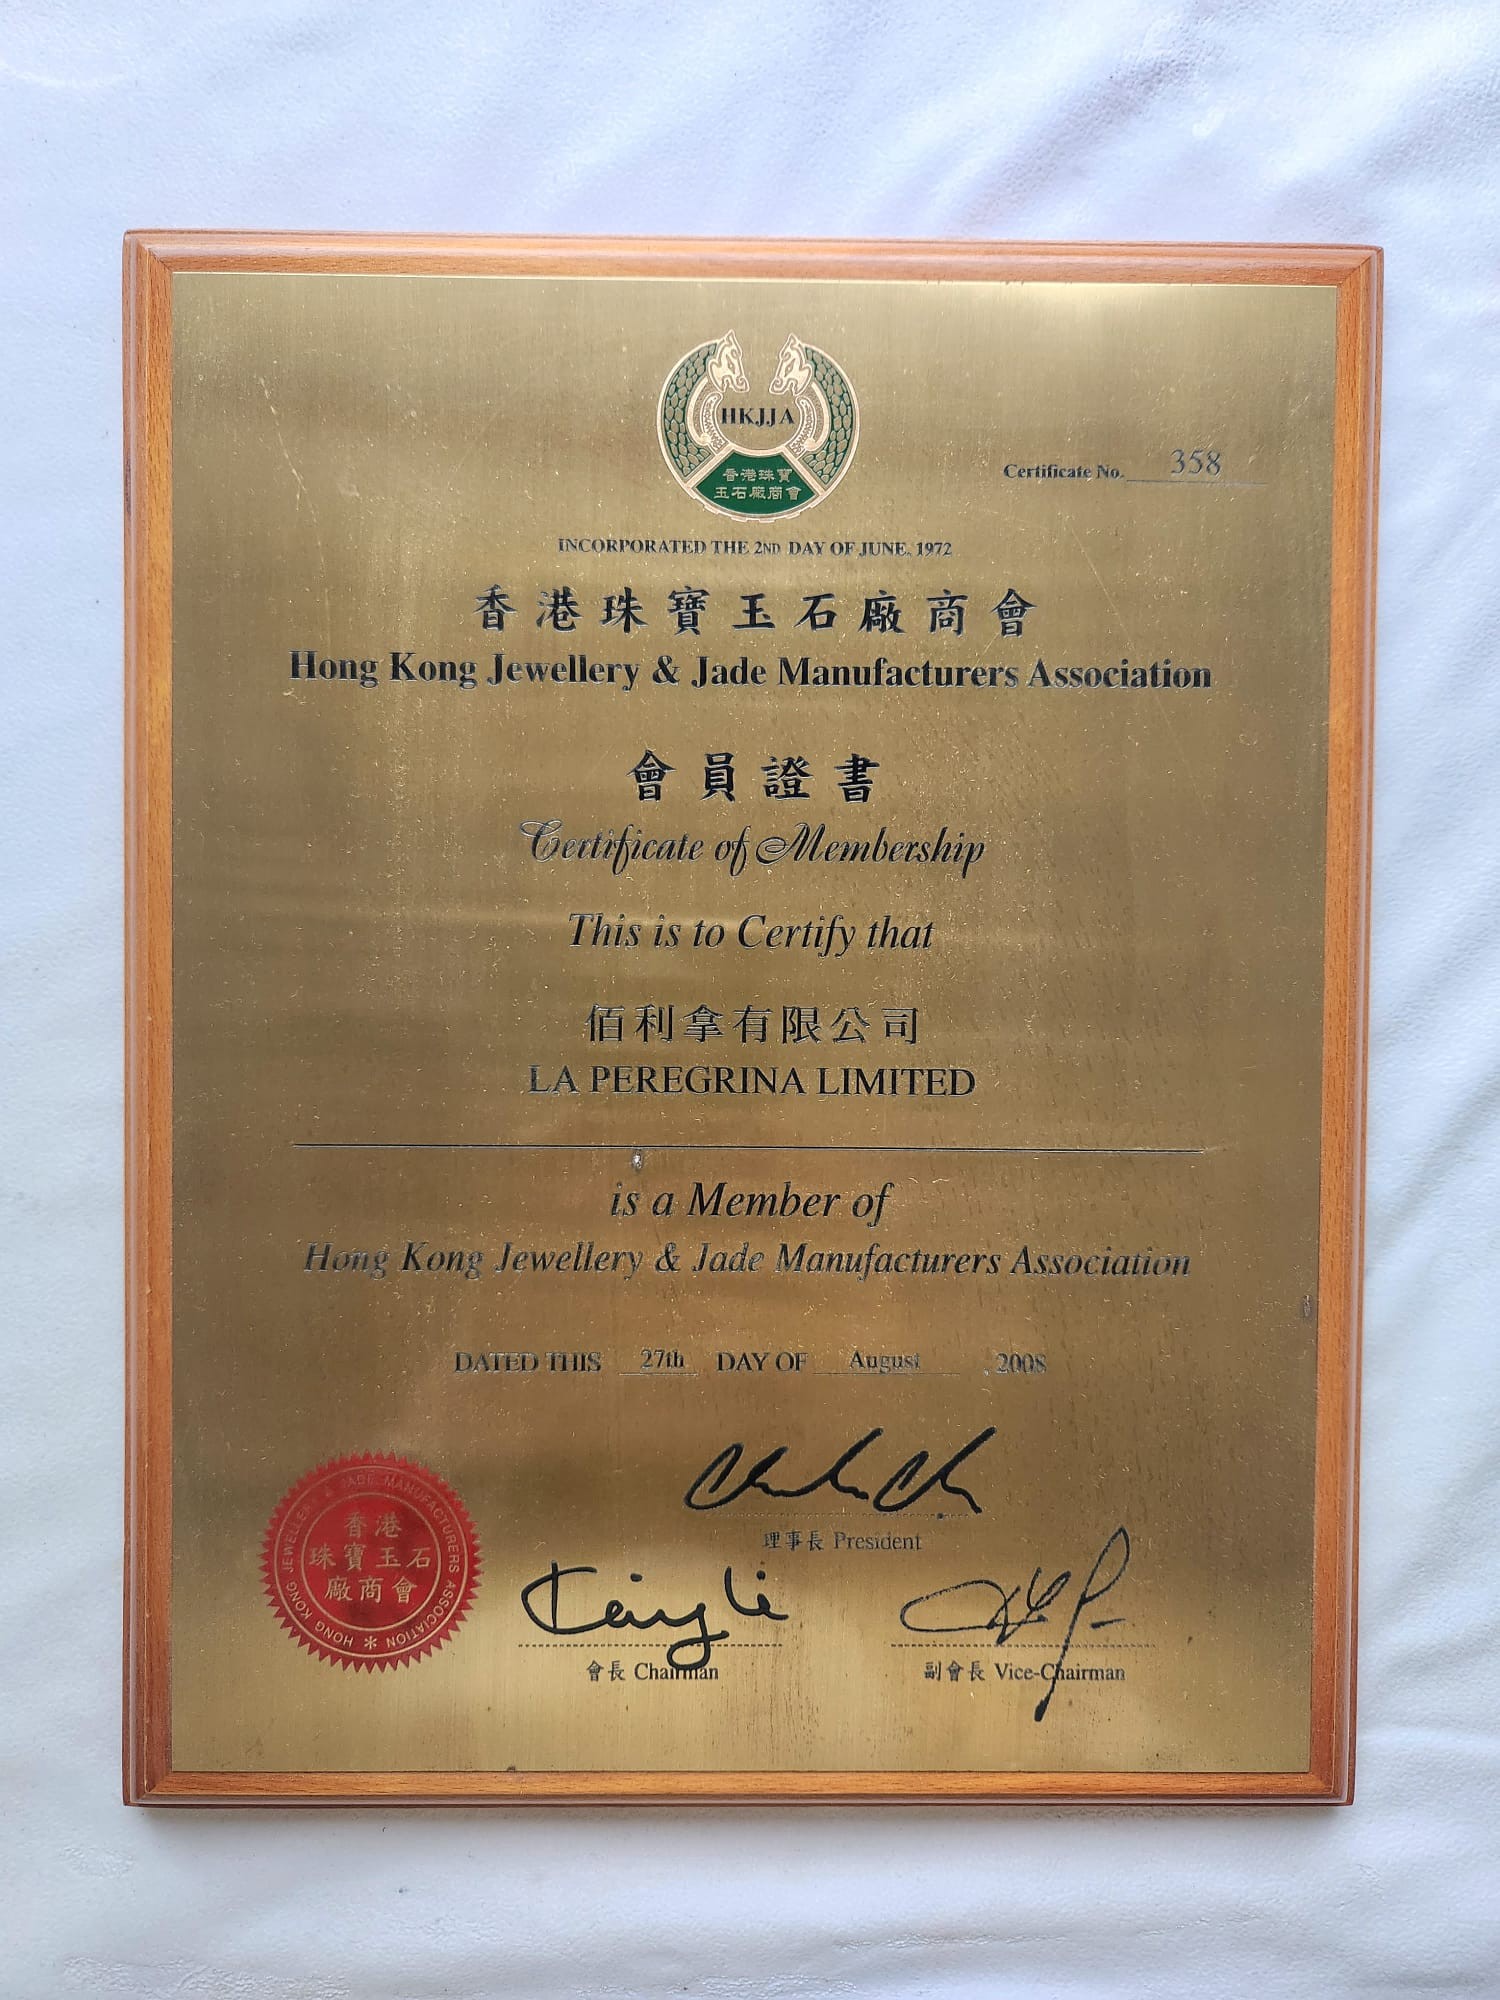 HKJJA
香港珠寶
玉石廠商會
Certificate No. 358
INCORPORATED THE 2ND DAY OF JUNE, 1972
香港珠寶玉石廠商會
Hong Kong Jewellery & Jade Manufacturers Association
會員證書
Certificate of Membership
This is to Certify that
佰利拿有限公司
LA PEREGRINA LIMITED
is a Member of
Hong Kong Jewellery & Jade Manufacturers Association
DATED THIS 27th DAY OF August , 2008
理事長 President
會長 Chairman
副會長 Vice-Chairman
HONG KONG JEWELLERY & JADE MANUFACTURERS ASSOCIATION *
香港
珠寶玉石
廠商會